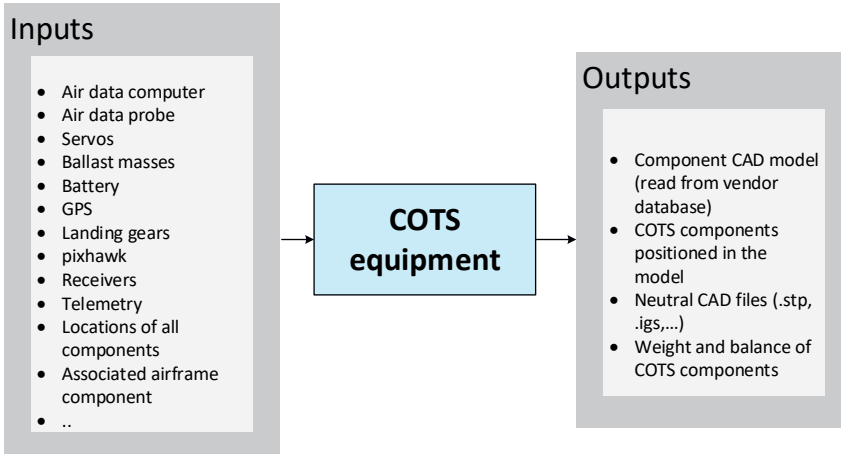 Inputs
• Air data computer
• Air data probe
• Servos
• Ballast masses
• Battery
• GPS
• Landing gears
• pixhawk
• Receivers
• Telemetry
• Locations of all
components
• Associated airframe
component
• ..
COTS
equipment
Outputs
• Component CAD model
(read from vendor
database)
• COTS components
positioned in the
model
• Neutral CAD files (.stp,
.igs,...)
• Weight and balance of
COTS components